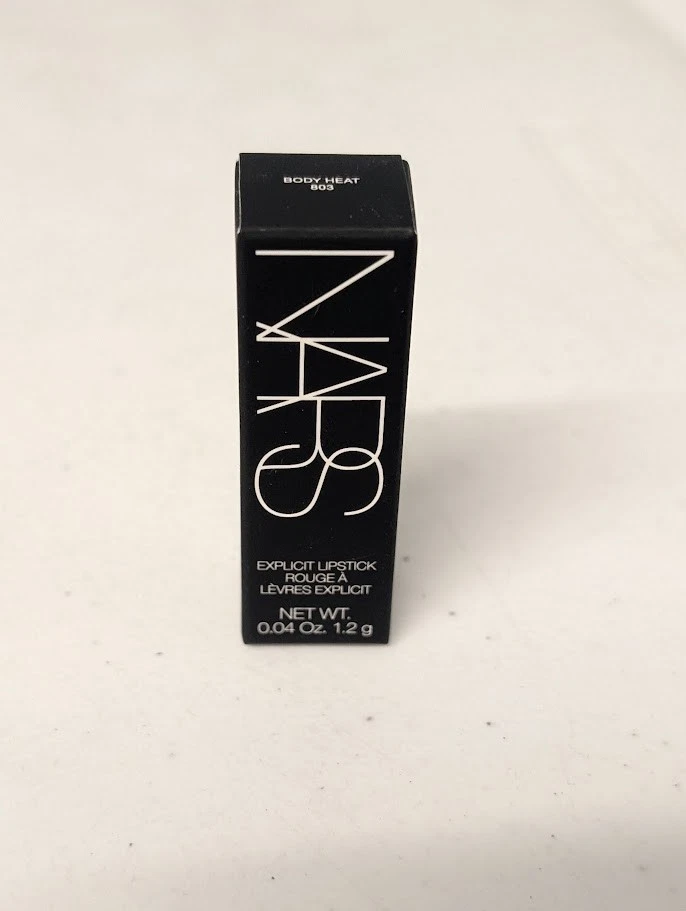 BODY HEAT
803
NARS
EXPLICIT LIPSTICK
ROUGE À
LÈVRES EXPLICIT
NET WT.
0.04 Oz. 1.2 g